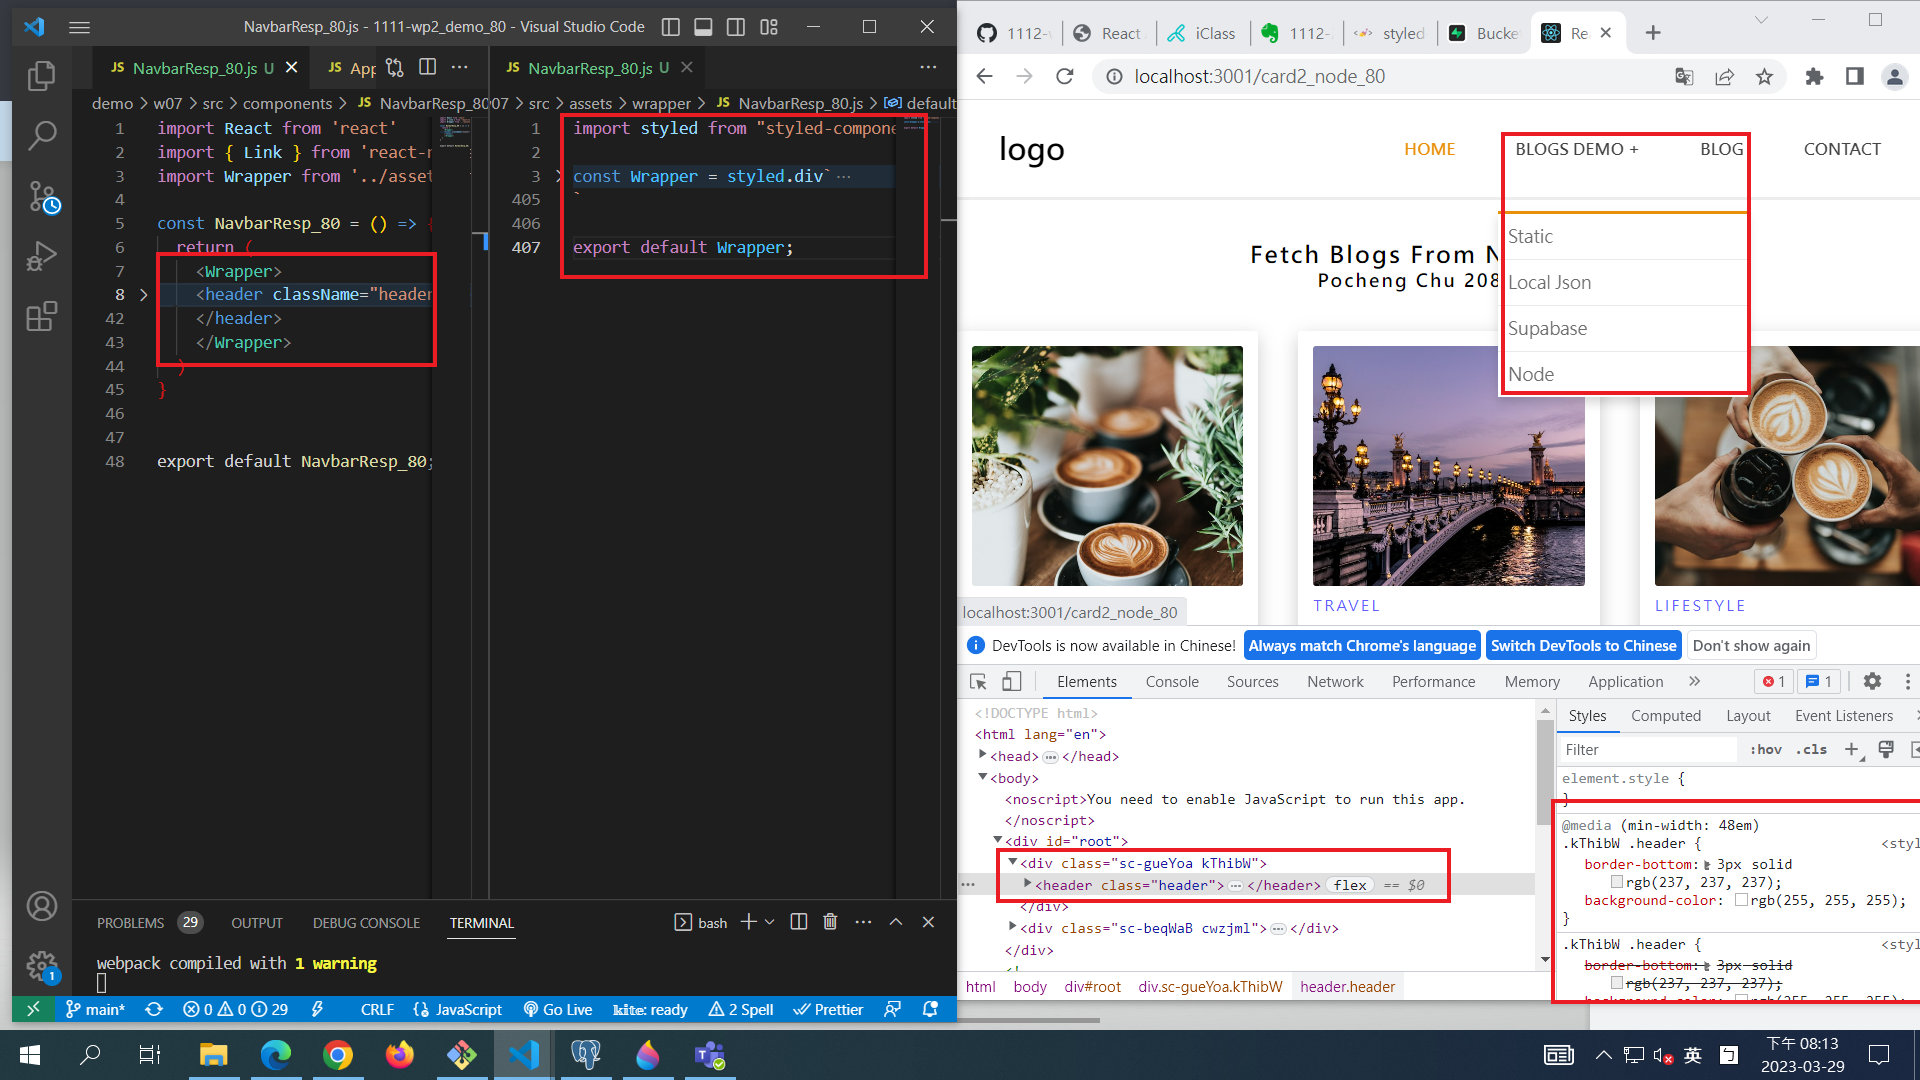 NavbarResp_80.js - 1111-wp2_demo_80 - Visual Studio Code
JS NavbarResp_80.js U
JS App
demo > w07 > src > components > JS NavbarResp_80
1 import React from 'react'
2 import { Link } from 'react-r
3 import Wrapper from '../asset
4
5 const NavbarResp_80 = () => {
6 return (
7 <Wrapper>
8 <header className="header
42 </header>
43 </Wrapper>
44 )
45 }
46
47
48 export default NavbarResp_80;
JS NavbarResp_80.js U
07 > src > assets > wrapper > JS NavbarResp_80.js > default
1 import styled from "styled-compone
2
3 const Wrapper = styled.div` ...
405 `
406
407 export default Wrapper;
PROBLEMS 29 OUTPUT DEBUG CONSOLE TERMINAL
bash
webpack compiled with 1 warning
main* 0 0 29 CRLF {} JavaScript Go Live kite: ready 2 Spell Prettier
1112- React iClass 1112- styled Bucke Re
localhost:3001/card2_node_80
logo
HOME BLOGS DEMO + BLOG CONTACT
Static
Local Json
Supabase
Node
Fetch Blogs From N
Pocheng Chu 208
TRAVEL
LIFESTYLE
localhost:3001/card2_node_80
DevTools is now available in Chinese! Always match Chrome's language Switch DevTools to Chinese Don't show again
Elements Console Sources Network Performance Memory Application » 1 1
<!DOCTYPE html>
<html lang="en">
<head> ... </head>
<body>
<noscript>You need to enable JavaScript to run this app.
</noscript>
<div id="root">
<div class="sc-gueYoa kThibW">
<header class="header"> ... </header> flex == $0
</div>
<div class="sc-beqWaB cwzjml"> ... </div>
</div>
<!
html body div#root div.sc-gueYoa.kThibW header.header
Styles Computed Layout Event Listeners
Filter :hov .cls +
element.style {
}
@media (min-width: 48em)
.kThibW .header { <styl
border-bottom: 3px solid
rgb(237, 237, 237);
background-color: rgb(255, 255, 255);
}
.kThibW .header { <styl
border-bottom: 3px solid
rgb(237, 237, 237);
英
下午 08:13
2023-03-29